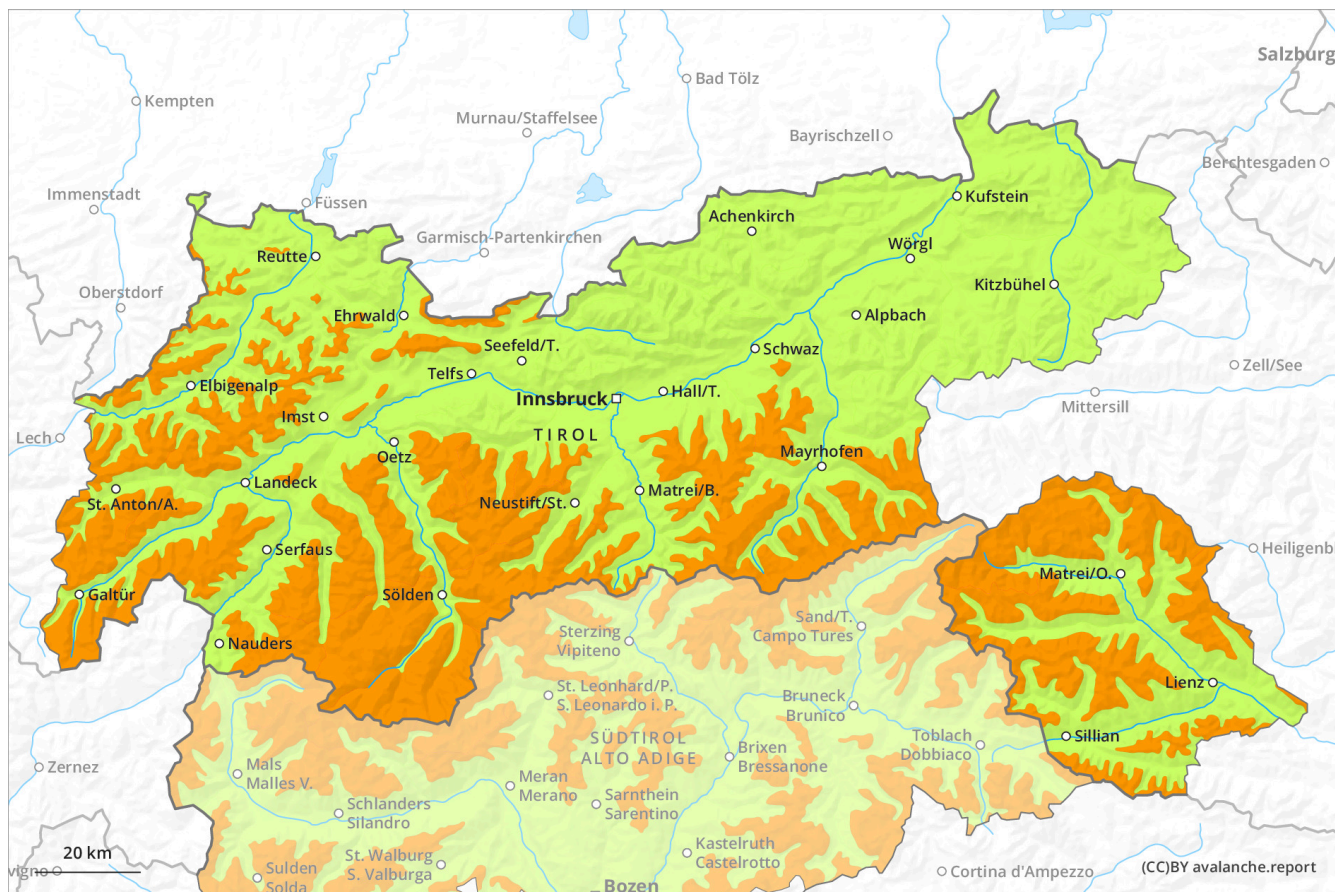 Salzburg
Bad Tölz
Kempten
Murnau/Staffelsee
Bayrischzell
Berchtesgaden
Immenstadt
Füssen
Kufstein
Achenkirch
Garmisch-Partenkirchen
Wörgl
Reutte
Oberstdorf
Kitzbühel
Ehrwald
Alpbach
Seefeld/T.
Schwaz
Zell/See
Telfs
Elbigenalp
Innsbruck
Hall/T.
Mittersill
Imst
Lech
TIROL
Oetz
Mayrhofen
Landeck
St. Anton/A.
Neustift/St.
Matrei/B.
Serfaus
Heiligenb
Matrei/O.
Galtür
Sölden
Sand/T.
Campo Tures
Sterzing
Vipiteno
Nauders
Lienz
St. Leonhard/P.
S. Leonardo i. P.
Bruneck
Brunico
SÜDTIROL
ALTO ADIGE
Toblach
Dobbiaco
Sillian
Brixen
Bressanone
Zernez
Mals
Malles V.
Meran
Merano
Sarnthein
Sarentino
Schlanders
Silandro
Kastelruth
Castelrotto
20 km
St. Walburg
S. Valburga
vigno
Sulden
Solda
Bozen
Cortina d'Ampezzo
(CC)BY avalanche.report